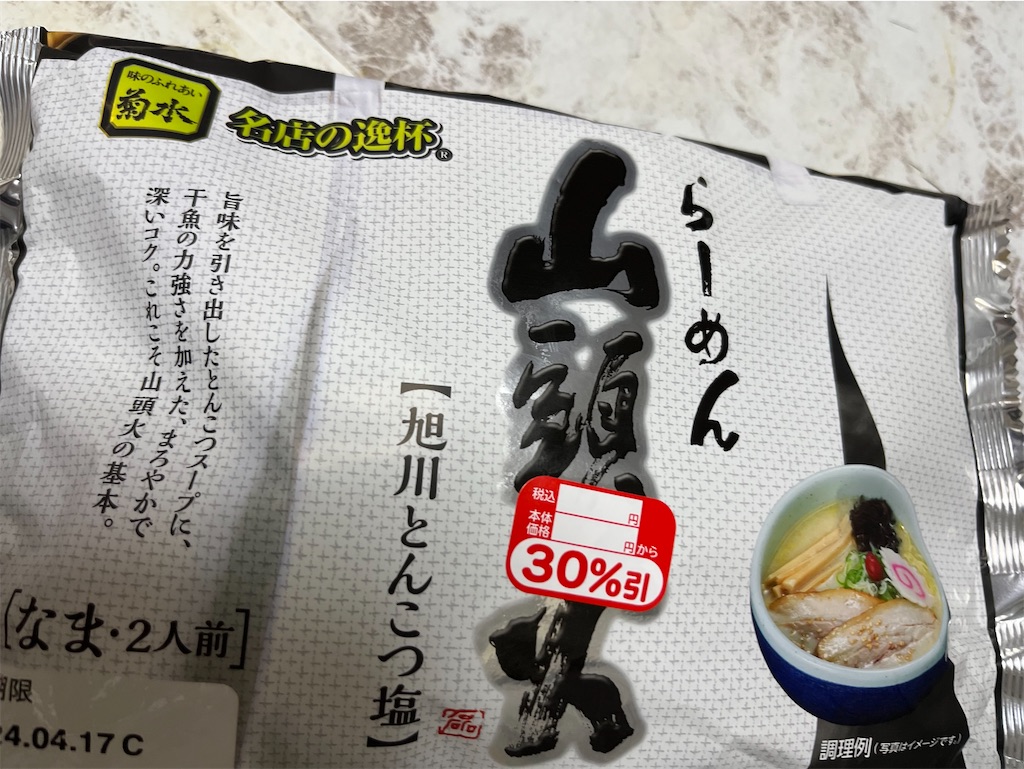 味のふれあい
菊水
名店の逸杯®
らーめん
山頭火
【旭川とんこつ塩】
旨味を引き出したとんこつスープに、
干魚の力強さを加えた、まろやかで
深いコク。これこそ山頭火の基本。
[なま・2人前]
税込
円
本体
価格
円から
30%引
期限
24.04.17 C
調理例(写真はイメージです。)